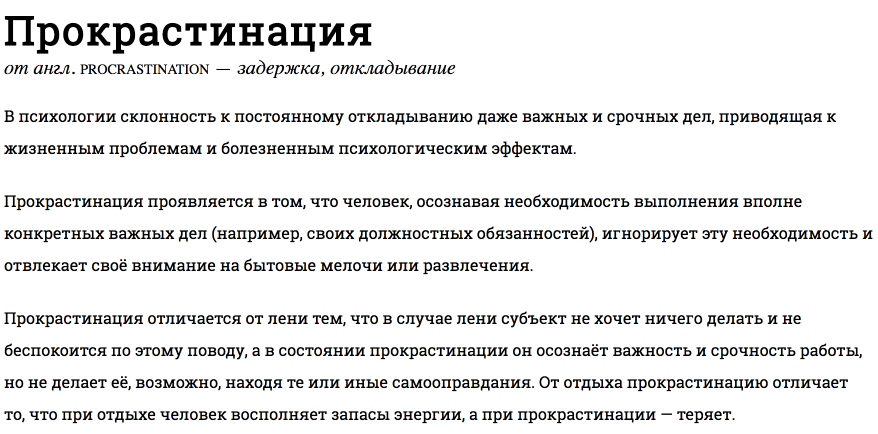 Прокрастинация
от англ. PROCRASTINATION — задержка, откладывание
В психологии склонность к постоянному откладыванию даже важных и срочных дел, приводящая к
жизненным проблемам и болезненным психологическим эффектам.
Прокрастинация проявляется в том, что человек, осознавая необходимость выполнения вполне
конкретных важных дел (например, своих должностных обязанностей), игнорирует эту необходимость и
отвлекает своё внимание на бытовые мелочи или развлечения.
Прокрастинация отличается от лени тем, что в случае лени субъект не хочет ничего делать и не
беспокоится по этому поводу, а в состоянии прокрастинации он осознаёт важность и срочность работы,
но не делает её, возможно, находя те или иные самооправдания. От отдыха прокрастинацию отличает
то, что при отдыхе человек восполняет запасы энергии, а при прокрастинации — теряет.